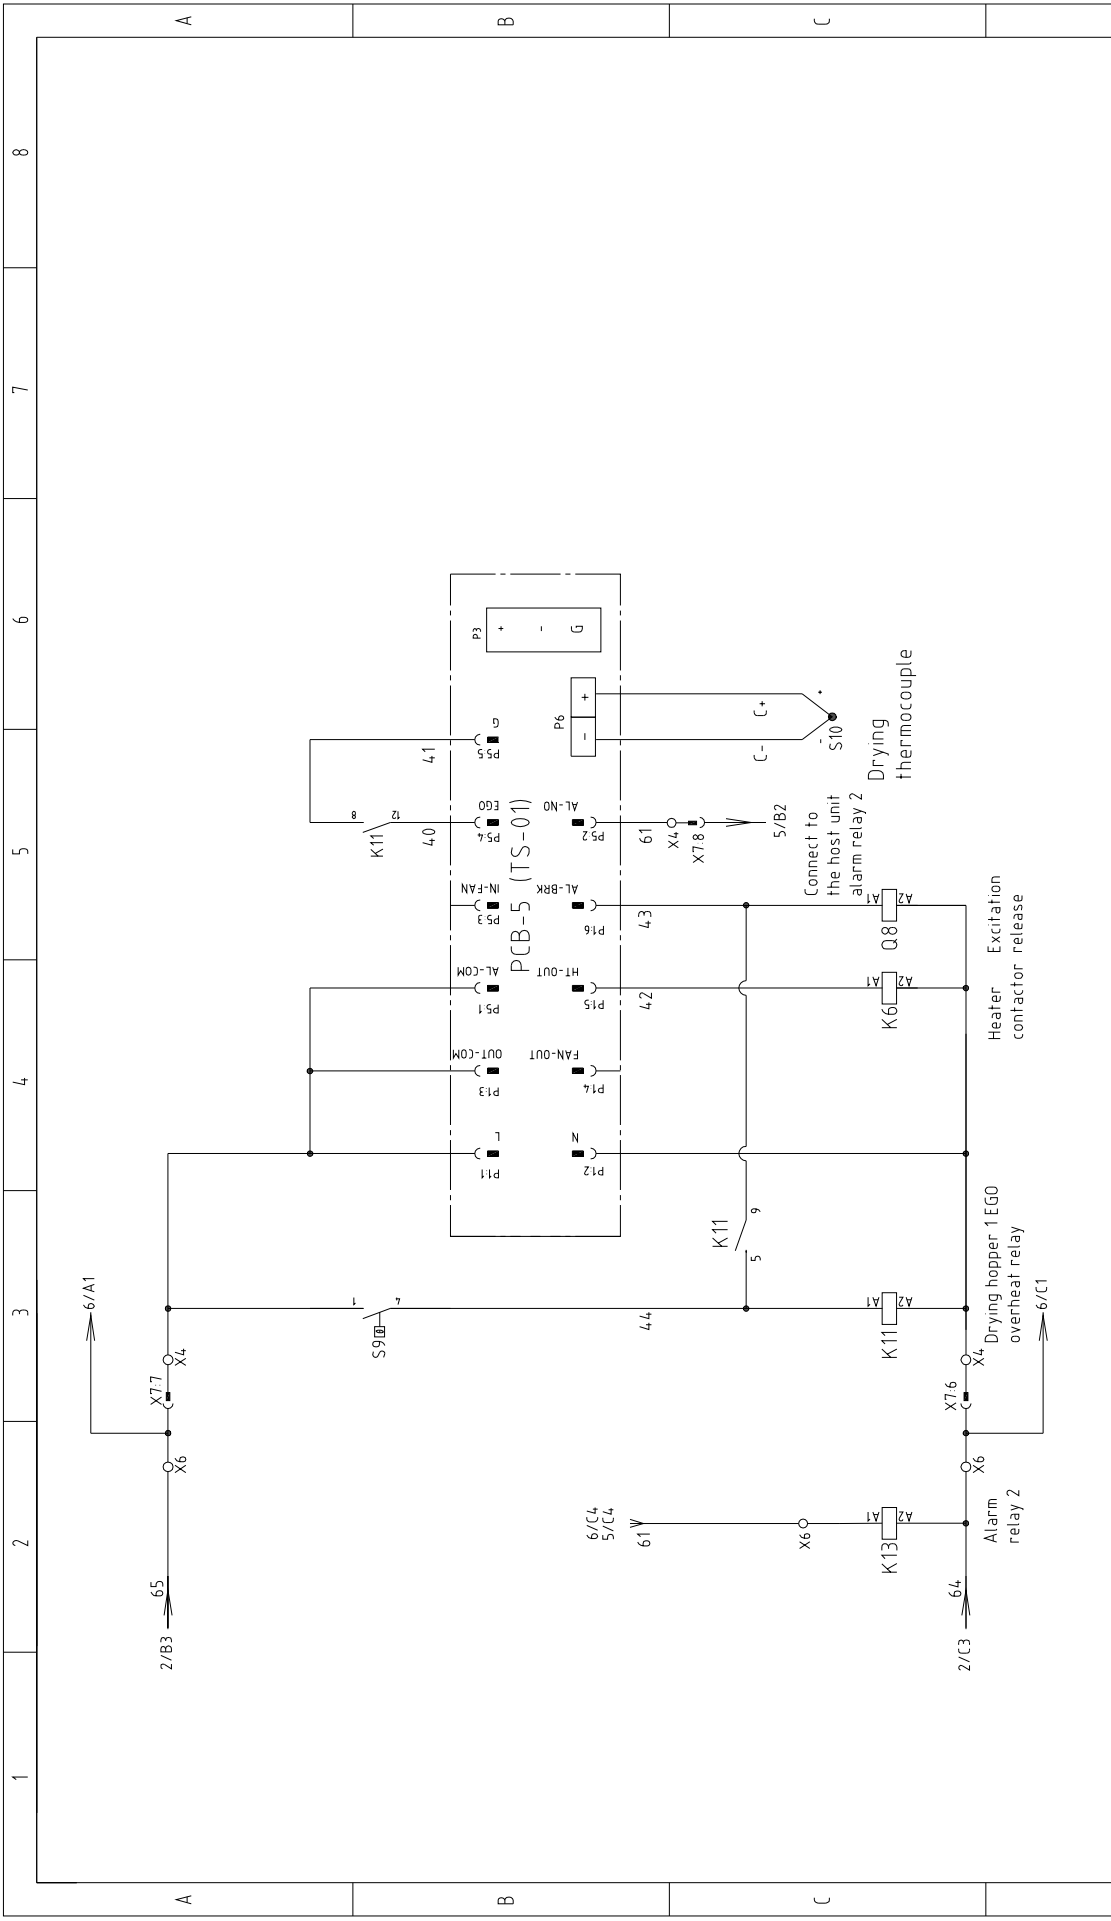 1
2
3
4
5
6
7
8
A
B
C
A
B
C
2/B3
65
X6
6/A1
X7:7
X4
S9
θ
1
4
44
K11
5
9
K11
8
12
40
41
PCB-5 (TS-01)
P1:1
L
P1:3
OUT-COM
P5:1
AL-COM
P5:3
IN-FAN
P5:4
EGO
P5:5
G
P1:2
N
P1:4
FAN-OUT
P1:5
HT-OUT
P1:6
AL-BRK
P5:2
AL-NO
P6
-
+
P3
+
-
G
42
43
61
X4
X7:8
5/B2
Connect to
the host unit
alarm relay 2
C-
C+
-
+
S10
Drying
thermocouple
6/C4
5/C4
61
X6
K13
A1
A2
K11
A1
A2
K6
A1
A2
Q8
A1
A2
2/C3
64
X6
X7:6
X4
6/C1
Alarm
relay 2
Drying hopper 1 EGO
overheat relay
Heater Excitation
contactor release